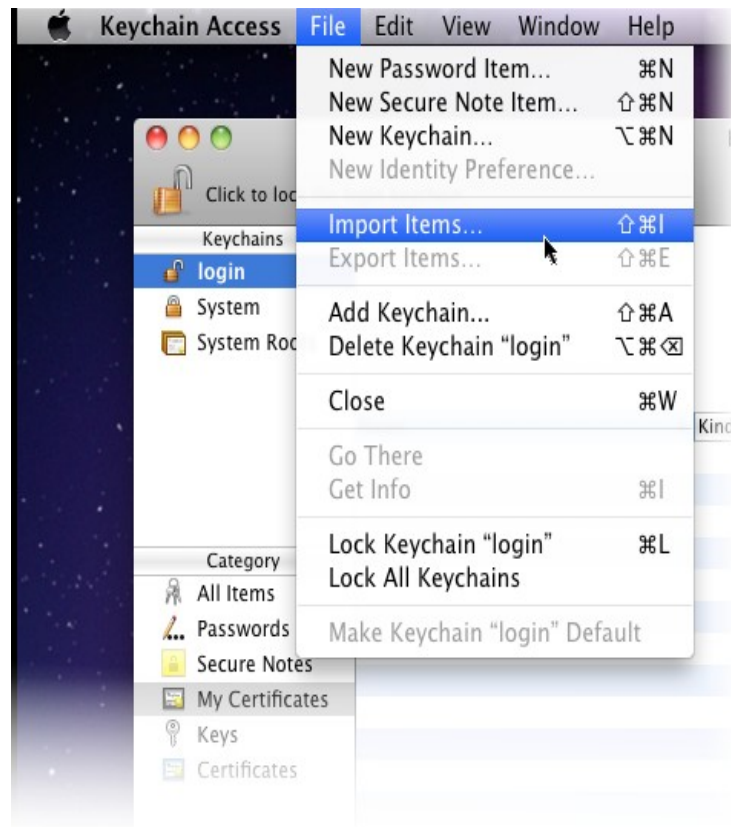 Keychain Access File Edit View Window Help
New Password Item... ⌘N
New Secure Note Item... ⇧⌘N
New Keychain... ⌥⌘N
New Identity Preference...
Import Items... ⇧⌘I
Export Items... ⇧⌘E
Add Keychain... ⇧⌘A
Delete Keychain “login” ⌥⌘⌫
Close ⌘W
Go There
Get Info ⌘I
Lock Keychain “login” ⌘L
Lock All Keychains
Make Keychain “login” Default
Click to loc
Keychains
login
System
System Roo
Kind
Category
All Items
Passwords
Secure Notes
My Certificates
Keys
Certificates